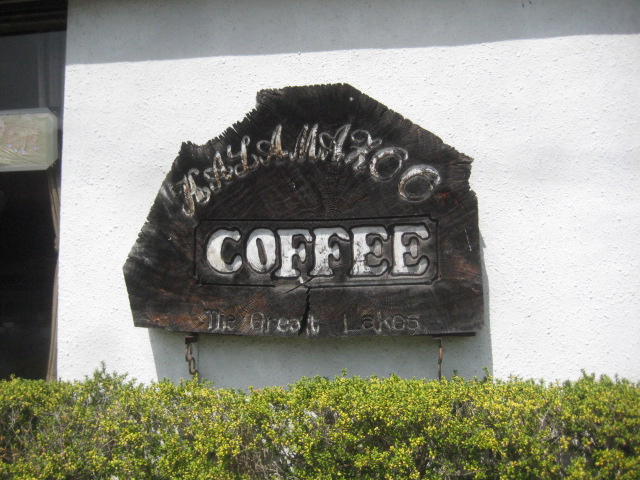 KALAMAZOO
COFFEE
The Great Lakes